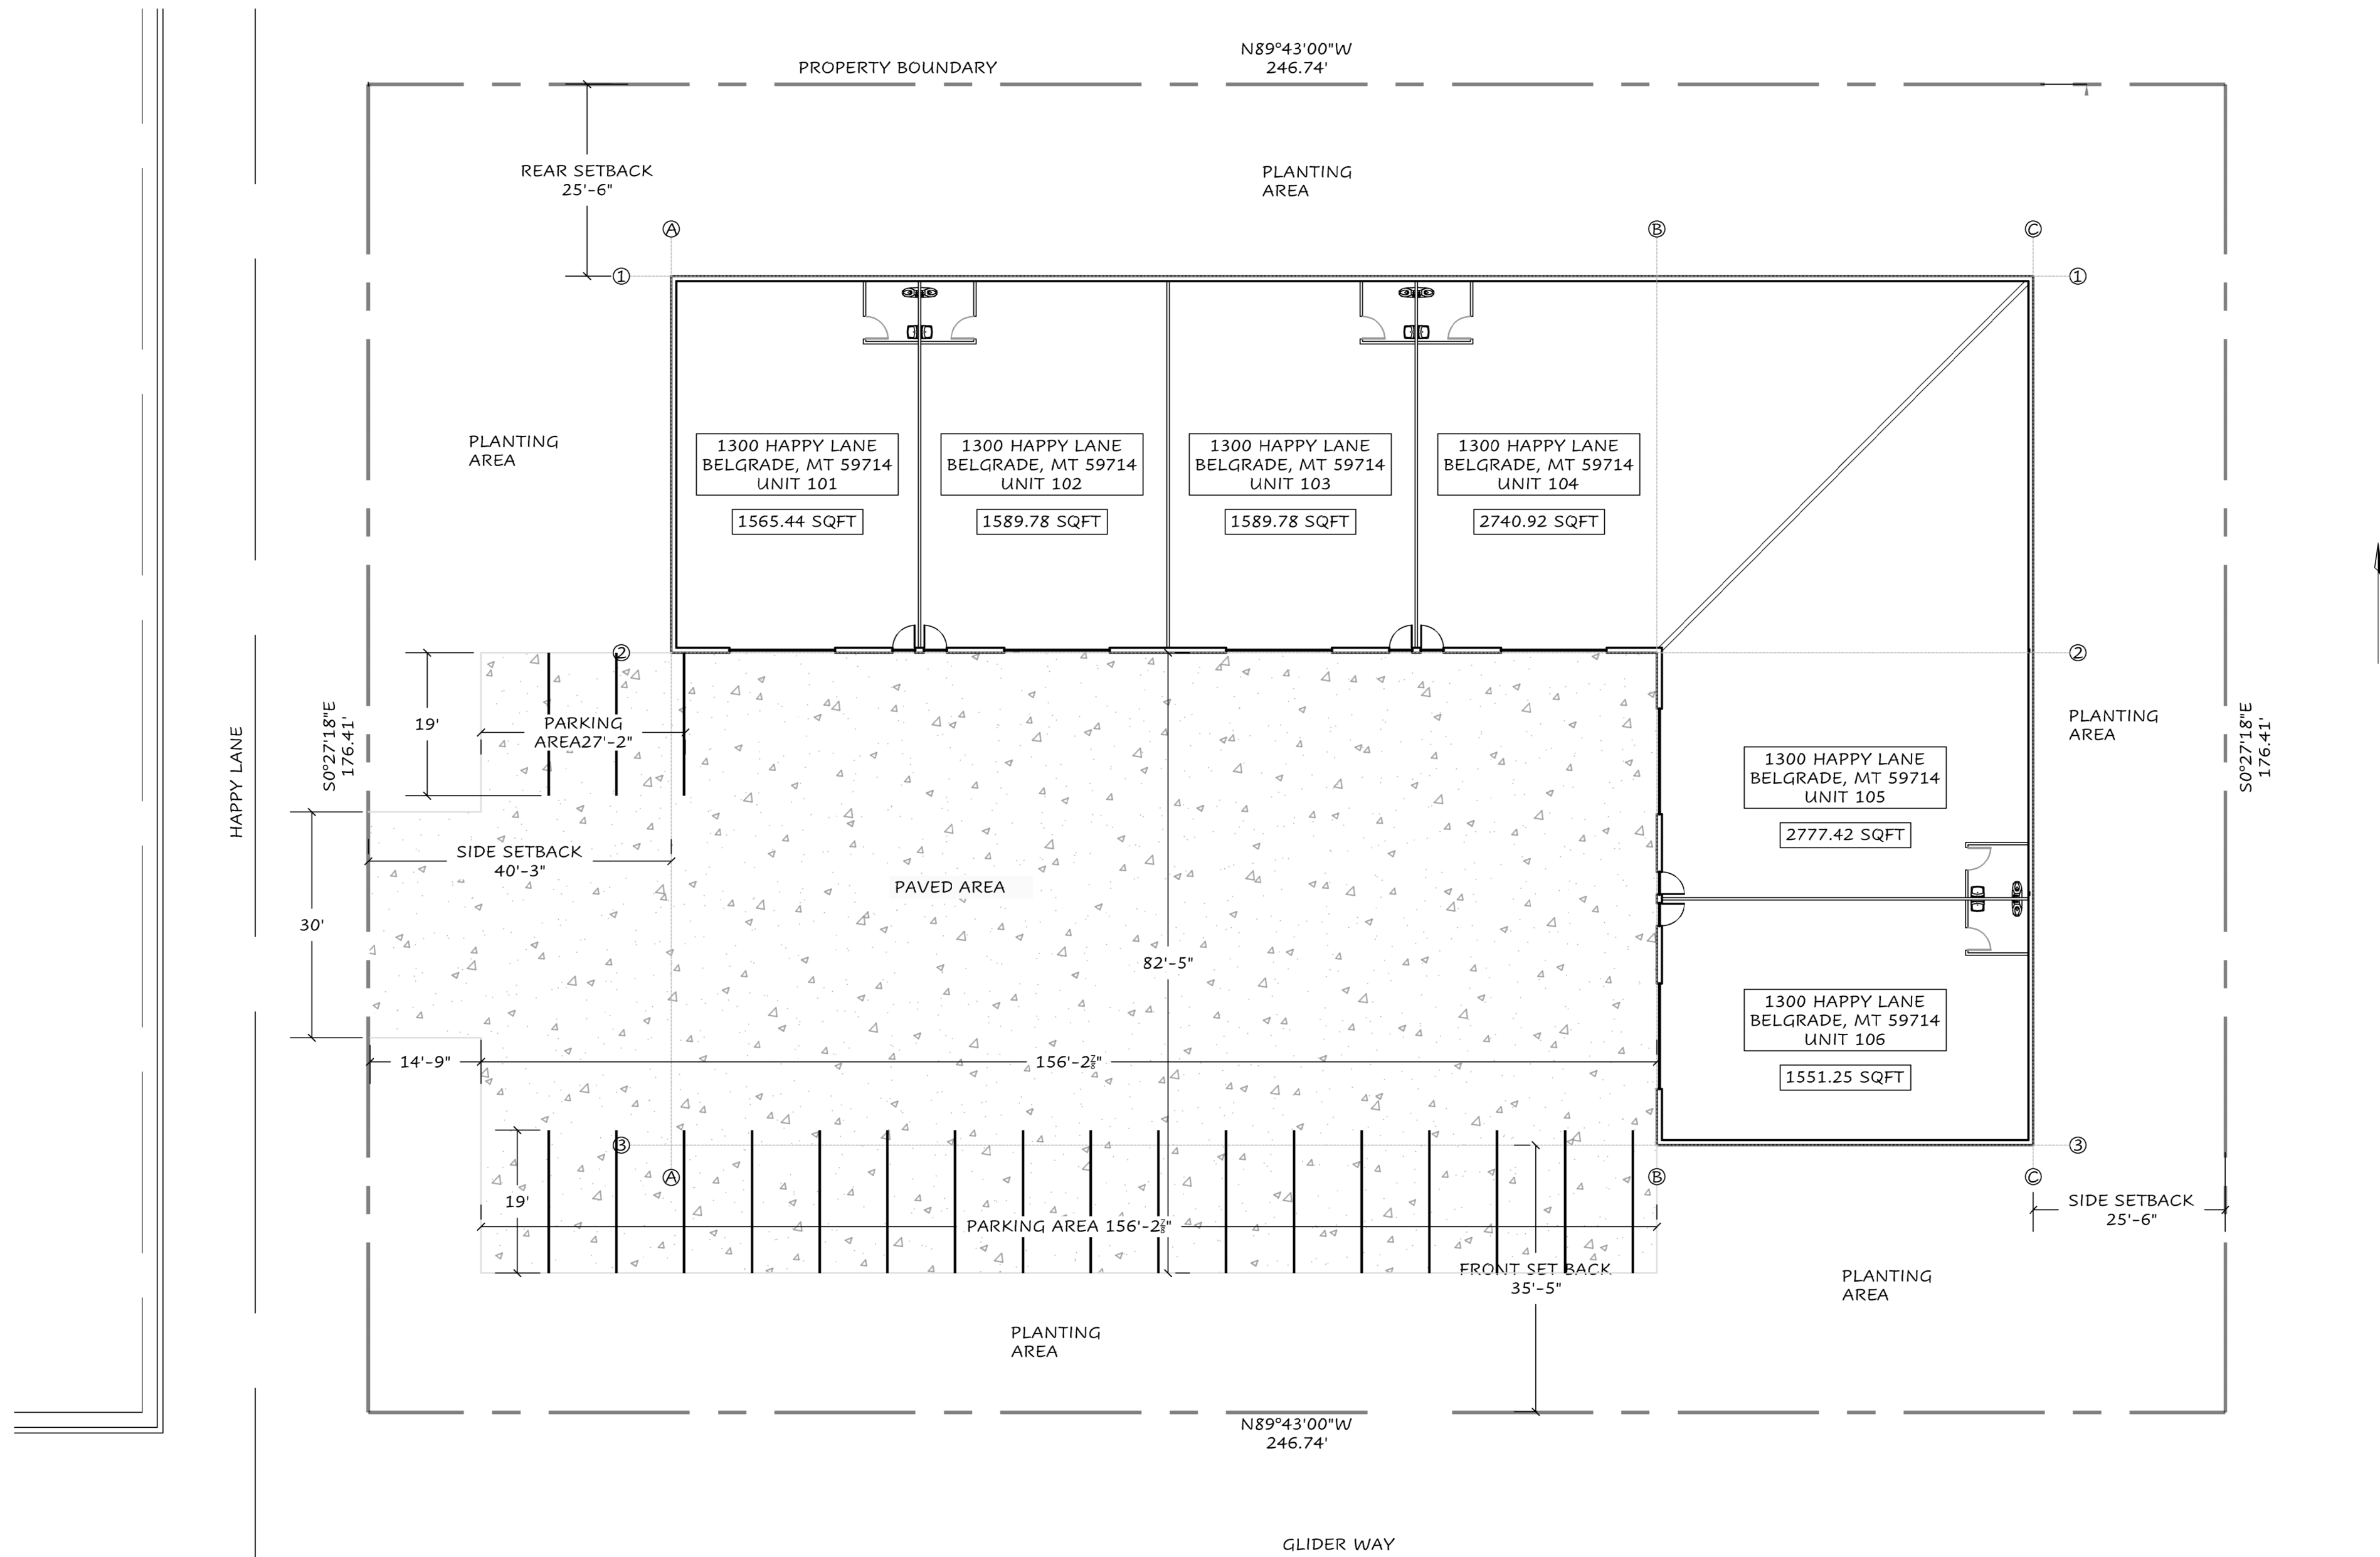 N89°43'00"W
PROPERTY BOUNDARY
246.74'
REAR SETBACK
25'-6"
PLANTING
AREA
A
B
C
1
1
1300 HAPPY LANE
BELGRADE, MT 59714
UNIT 101
1565.44 SQFT
1300 HAPPY LANE
BELGRADE, MT 59714
UNIT 102
1589.78 SQFT
1300 HAPPY LANE
BELGRADE, MT 59714
UNIT 103
1589.78 SQFT
1300 HAPPY LANE
BELGRADE, MT 59714
UNIT 104
2740.92 SQFT
PLANTING
AREA
2
2
19'
PARKING
AREA27'-2"
HAPPY LANE
S0°27'18"E
176.41'
PLANTING
AREA
S0°27'18"E
176.41'
1300 HAPPY LANE
BELGRADE, MT 59714
UNIT 105
2777.42 SQFT
SIDE SETBACK
40'-3"
PAVED AREA
30'
82'-5"
1300 HAPPY LANE
BELGRADE, MT 59714
UNIT 106
1551.25 SQFT
14'-9"
156'-2⅞"
3
3
A
B
C
19'
PARKING AREA 156'-2⅞"
SIDE SETBACK
25'-6"
FRONT SET BACK
35'-5"
PLANTING
AREA
PLANTING
AREA
N89°43'00"W
246.74'
GLIDER WAY